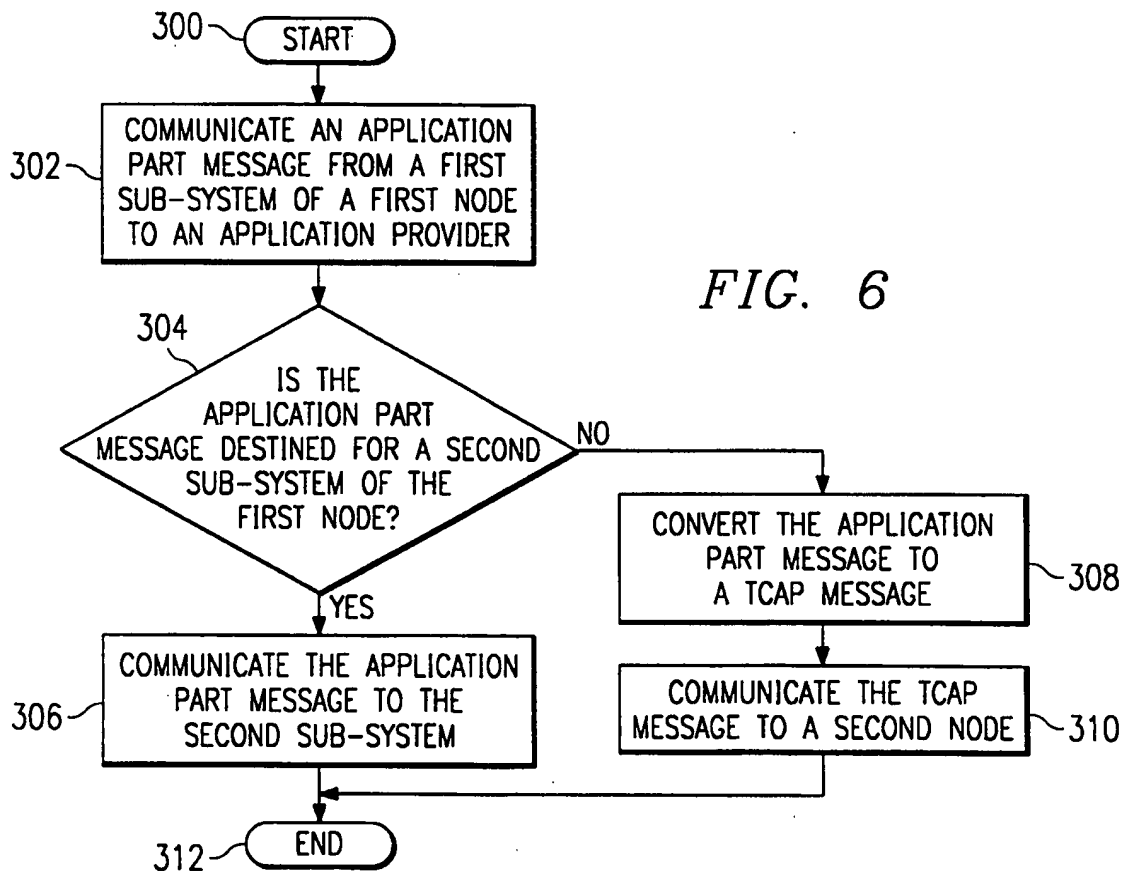 300
START
302
COMMUNICATE AN APPLICATION
PART MESSAGE FROM A FIRST
SUB-SYSTEM OF A FIRST NODE
TO AN APPLICATION PROVIDER
FIG. 6
304
IS THE
APPLICATION PART
MESSAGE DESTINED FOR A SECOND
SUB-SYSTEM OF THE
FIRST NODE?
NO
YES
306
COMMUNICATE THE APPLICATION
PART MESSAGE TO THE
SECOND SUB-SYSTEM
CONVERT THE APPLICATION
PART MESSAGE TO
A TCAP MESSAGE
308
COMMUNICATE THE TCAP
MESSAGE TO A SECOND NODE
310
END
312